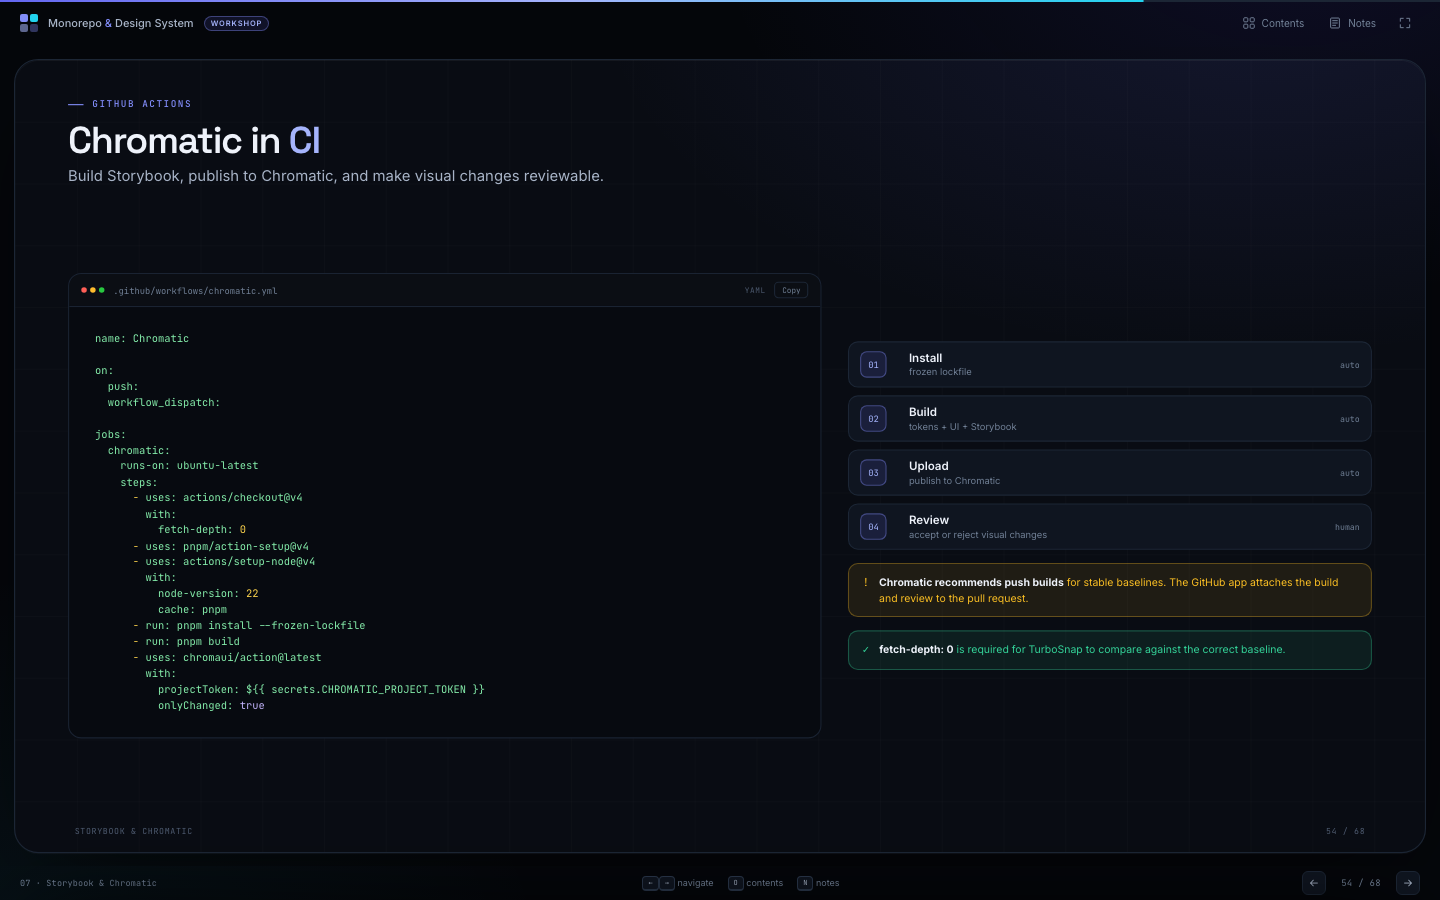 Monorepo & Design System WORKSHOP
Contents
Notes
GITHUB ACTIONS
Chromatic in CI
Build Storybook, publish to Chromatic, and make visual changes reviewable.
.github/workflows/chromatic.yml
YAML
Copy
name: Chromatic
on:
  push:
  workflow_dispatch:
jobs:
  chromatic:
    runs-on: ubuntu-latest
    steps:
      - uses: actions/checkout@v4
        with:
          fetch-depth: 0
      - uses: pnpm/action-setup@v4
      - uses: actions/setup-node@v4
        with:
          node-version: 22
          cache: pnpm
      - run: pnpm install --frozen-lockfile
      - run: pnpm build
      - uses: chromaui/action@latest
        with:
          projectToken: ${{ secrets.CHROMATIC_PROJECT_TOKEN }}
          onlyChanged: true
01
Install
frozen lockfile
auto
02
Build
tokens + UI + Storybook
auto
03
Upload
publish to Chromatic
auto
04
Review
accept or reject visual changes
human
! Chromatic recommends push builds for stable baselines. The GitHub app attaches the build
and review to the pull request.
✓ fetch-depth: 0 is required for TurboSnap to compare against the correct baseline.
STORYBOOK & CHROMATIC
54 / 68
07 · Storybook & Chromatic
← → navigate
O contents
N notes
← 54 / 68 →